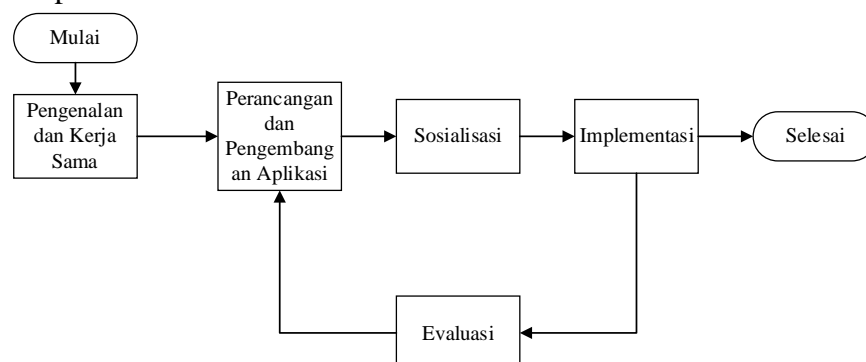 Mulai
Pengenalan
dan Kerja
Sama
Perancangan
dan
Pengembang
an Aplikasi
Sosialisasi
Implementasi
Selesai
Evaluasi